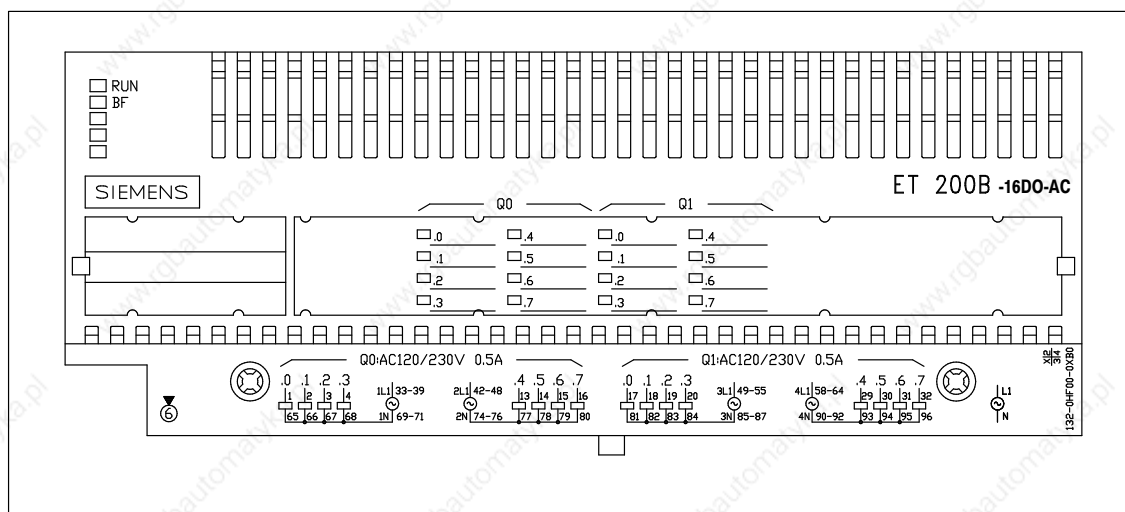 RUN
BF
SIEMENS
ET 200B -16DO-AC
Q0 Q1
.0 .4 .0 .4
.1 .5 .1 .5
.2 .6 .2 .6
.3 .7 .3 .7
Q0:AC120/230V 0.5A Q1:AC120/230V 0.5A
.0 .1 .2 .3 .4 .5 .6 .7 .0 .1 .2 .3 .4 .5 .6 .7
1 2 3 4 1L1 33-39 2L1 42-48 13 14 15 16 17 18 19 20 3L1 49-55 4L1 58-64 29 30 31 32 L1
65 66 67 68 1N 69-71 2N 74-76 77 78 79 80 81 82 83 84 3N 85-87 4N 90-92 93 94 95 96 N
6
X 2
3 4
132-0HF00-0XB0
www.rgbautomatyka.pl